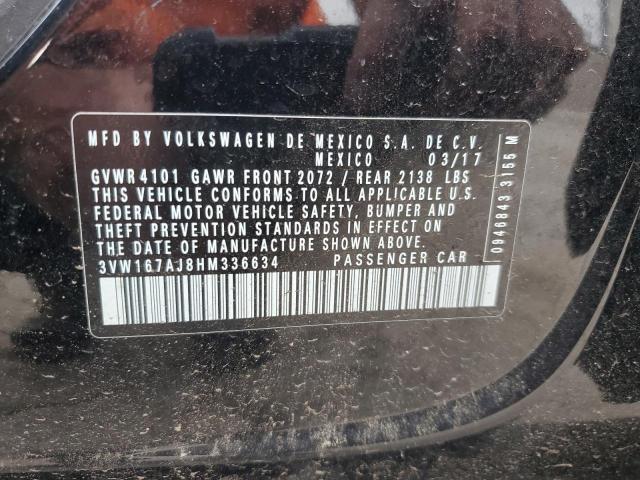 MFD BY VOLKSWAGEN DE MEXICO S.A. DE C.V.
MEXICO 03/17
GVWR 4101 GAWR FRONT 2072 / REAR 2138 LBS
THIS VEHICLE CONFORMS TO ALL APPLICABLE U.S.
FEDERAL MOTOR VEHICLE SAFETY, BUMPER AND
THEFT PREVENTION STANDARDS IN EFFECT ON
THE DATE OF MANUFACTURE SHOWN ABOVE.
3VW167AJ8HM336634 PASSENGER CAR
0946843 3155 M